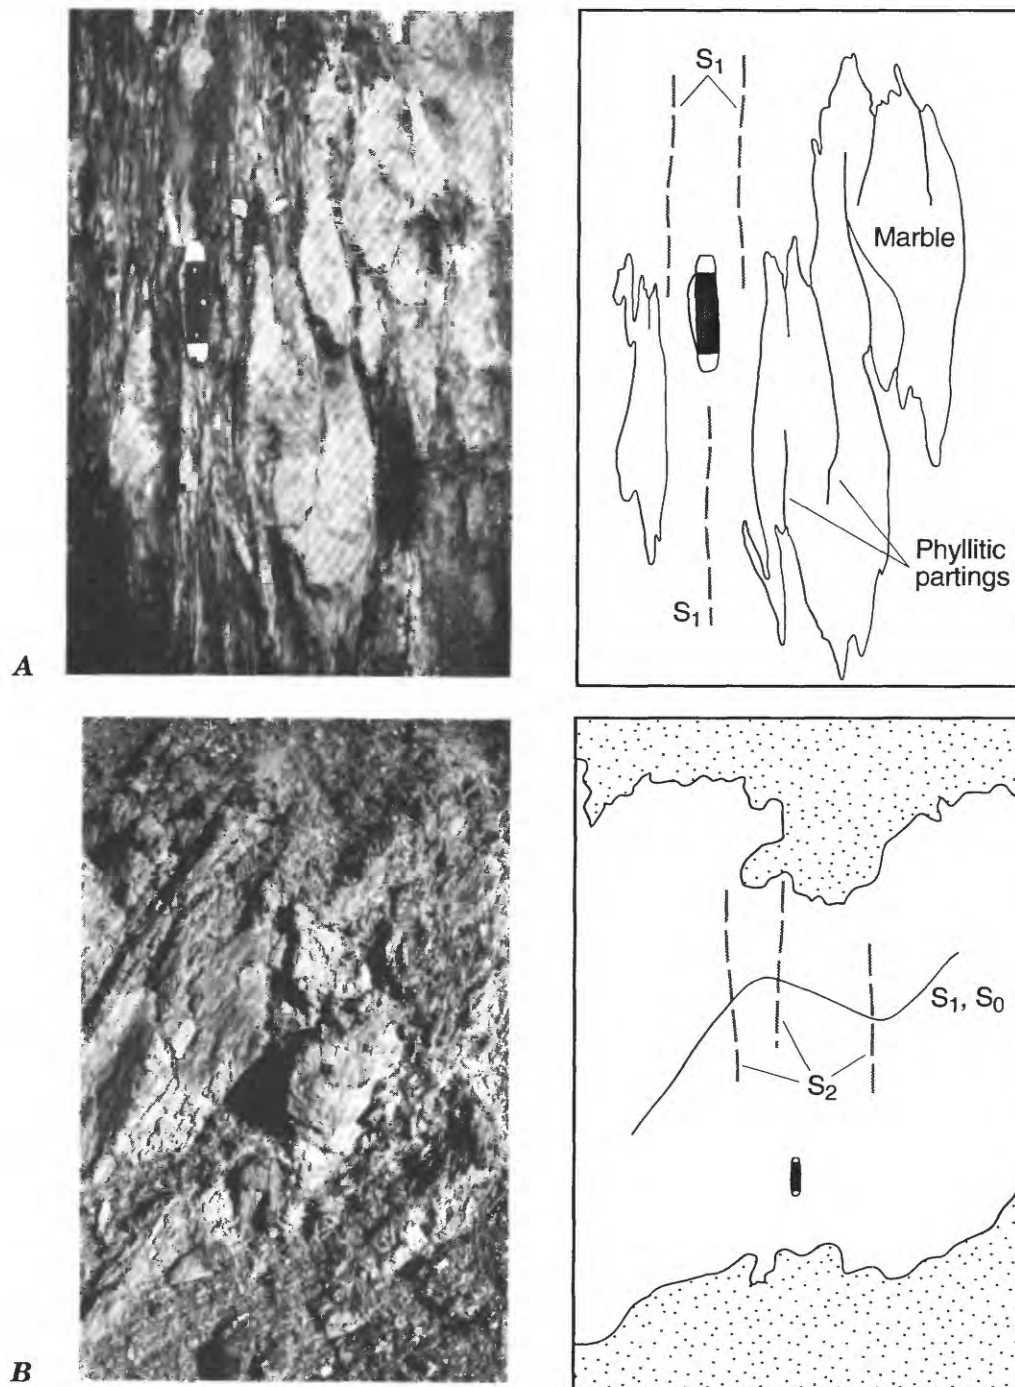 S₁
Marble
Phyllitic
partings
S₁
A
S₁, S₀
S₂
B